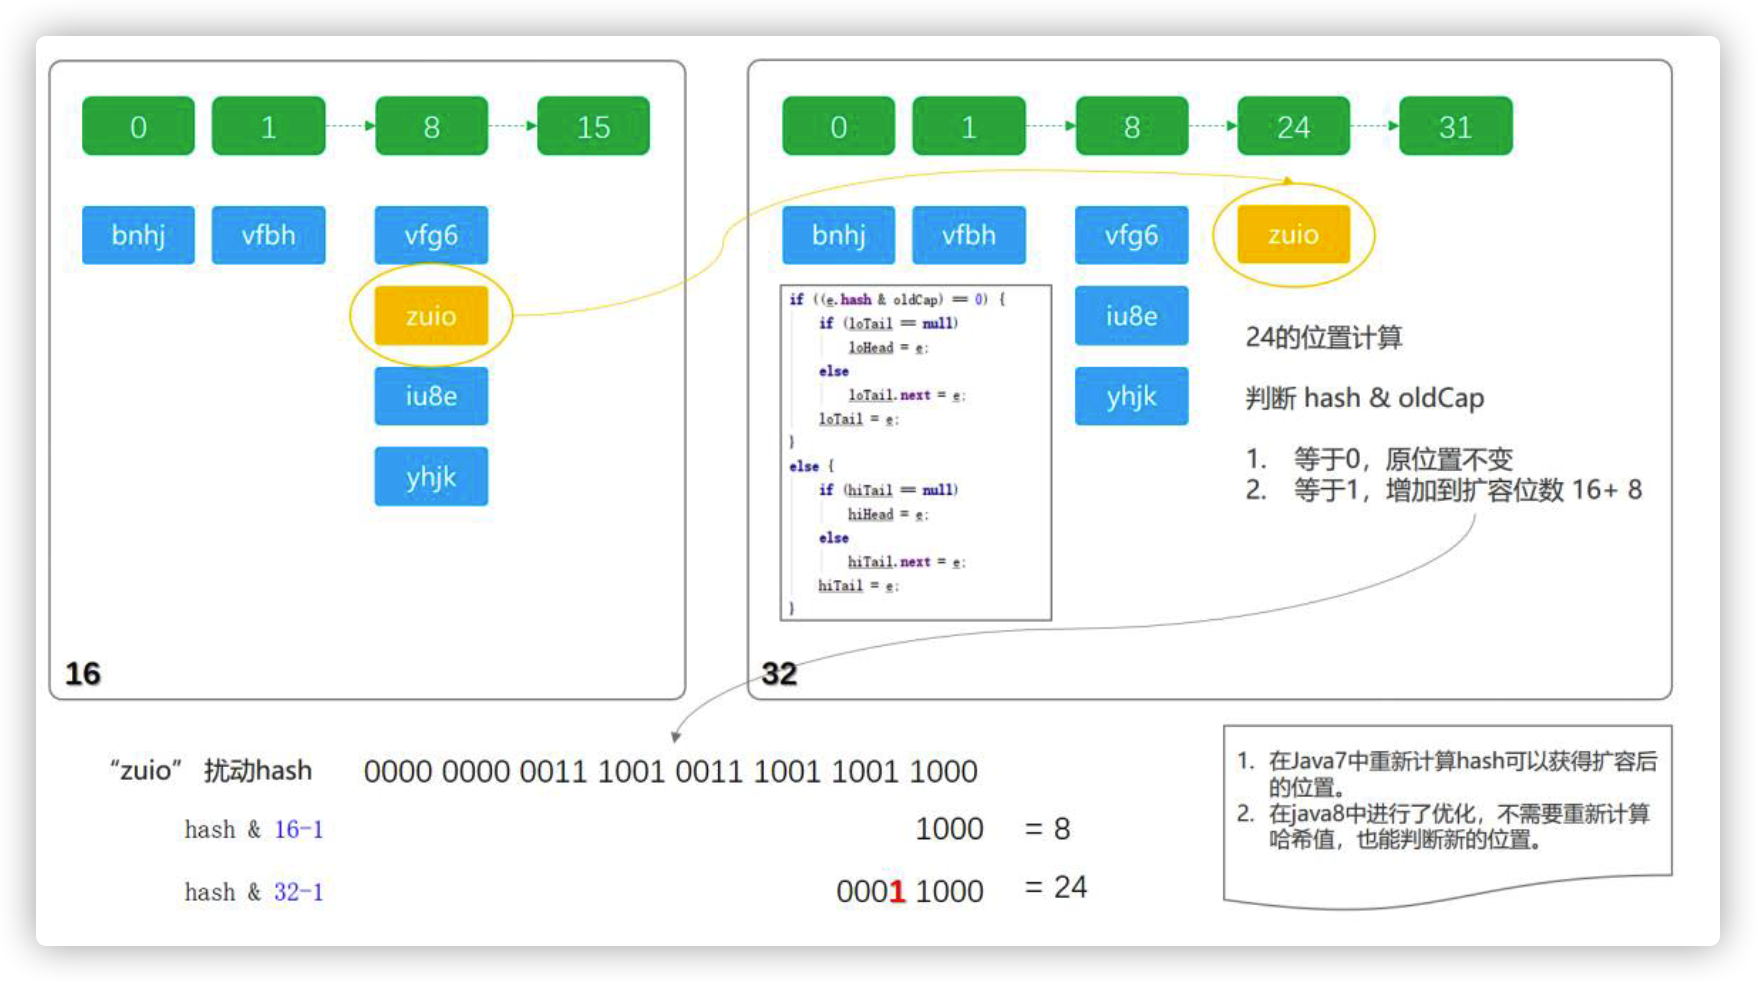 0 1 8 15
bnhj vfbh vfg6
zuio
iu8e
yhjk
16
0 1 8 24 31
bnhj vfbh vfg6 zuio
iu8e
yhjk
if ((e.hash & oldCap) == 0) {
if (loTail == null)
loHead = e;
else
loTail.next = e;
loTail = e;
}
else {
if (hiTail == null)
hiHead = e;
else
hiTail.next = e;
hiTail = e;
}
24的位置计算
判断 hash & oldCap
1. 等于0，原位置不变
2. 等于1，增加到扩容位数 16+ 8
32
“zuio” 扰动hash 0000 0000 0011 1001 0011 1001 1001 1000
hash & 16-1 1000 = 8
hash & 32-1 0001 1000 = 24
1. 在Java7中重新计算hash可以获得扩容后
的位置。
2. 在java8中进行了优化，不需要重新计算
哈希值，也能判断新的位置。